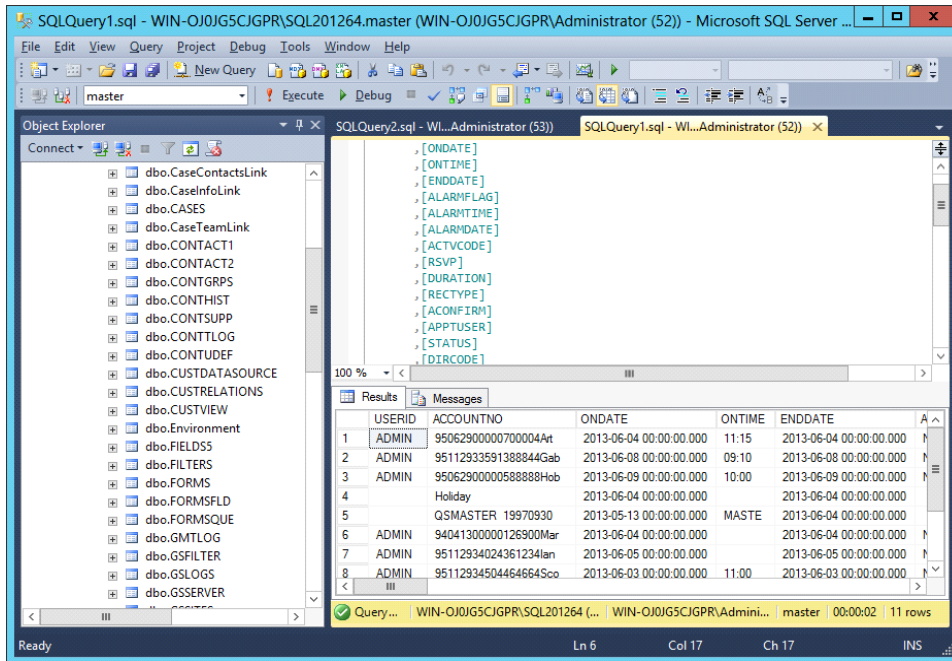 SQLQuery1.sql - WIN-OJ0JG5CJGPR\SQL201264.master (WIN-OJ0JG5CJGPR\Administrator (52)) - Microsoft SQL Server ...
File Edit View Query Project Debug Tools Window Help
New Query
master Execute Debug
Object Explorer
Connect
dbo.CaseContactsLink
dbo.CaseInfoLink
dbo.CASES
dbo.CaseTeamLink
dbo.CONTACT1
dbo.CONTACT2
dbo.CONTGRPS
dbo.CONTHIST
dbo.CONTSUPP
dbo.CONTTLOG
dbo.CONTUDEF
dbo.CUSTDATASOURCE
dbo.CUSTRELATIONS
dbo.CUSTVIEW
dbo.Environment
dbo.FIELDS5
dbo.FILTERS
dbo.FORMS
dbo.FORMSFLD
dbo.FORMSQUE
dbo.GMTLOG
dbo.GSFILTER
dbo.GSLOGS
dbo.GSSERVER
SQLQuery2.sql - WI...Administrator (53)) SQLQuery1.sql - WI...Administrator (52))
,[ONDATE]
,[ONTIME]
,[ENDDATE]
,[ALARMFLAG]
,[ALARMTIME]
,[ALARMDATE]
,[ACTVCODE]
,[RSVP]
,[DURATION]
,[RECTYPE]
,[ACONFIRM]
,[APPTUSER]
,[STATUS]
,[DIRCODE]
100 %
Results Messages
USERID ACCOUNTNO ONDATE ONTIME ENDDATE A
1 ADMIN 95062900000700004Art 2013-06-04 00:00:00.000 11:15 2013-06-04 00:00:00.000
2 ADMIN 95112933591388844Gab 2013-06-08 00:00:00.000 09:10 2013-06-08 00:00:00.000
3 ADMIN 95062900000588888Hob 2013-06-09 00:00:00.000 10:00 2013-06-09 00:00:00.000
4 Holiday 2013-06-04 00:00:00.000 2013-06-04 00:00:00.000
5 QSMASTER 19970930 2013-05-13 00:00:00.000 MASTE 2013-06-04 00:00:00.000
6 ADMIN 94041300000126900Mar 2013-06-04 00:00:00.000 2013-06-04 00:00:00.000
7 ADMIN 95112934024361234Ian 2013-06-05 00:00:00.000 2013-06-05 00:00:00.000
8 ADMIN 95112934504464664Sco 2013-06-03 00:00:00.000 11:00 2013-06-03 00:00:00.000
Query... WIN-OJ0JG5CJGPR\SQL201264 (... WIN-OJ0JG5CJGPR\Admini... master 00:00:02 11 rows
Ready Ln 6 Col 17 Ch 17 INS